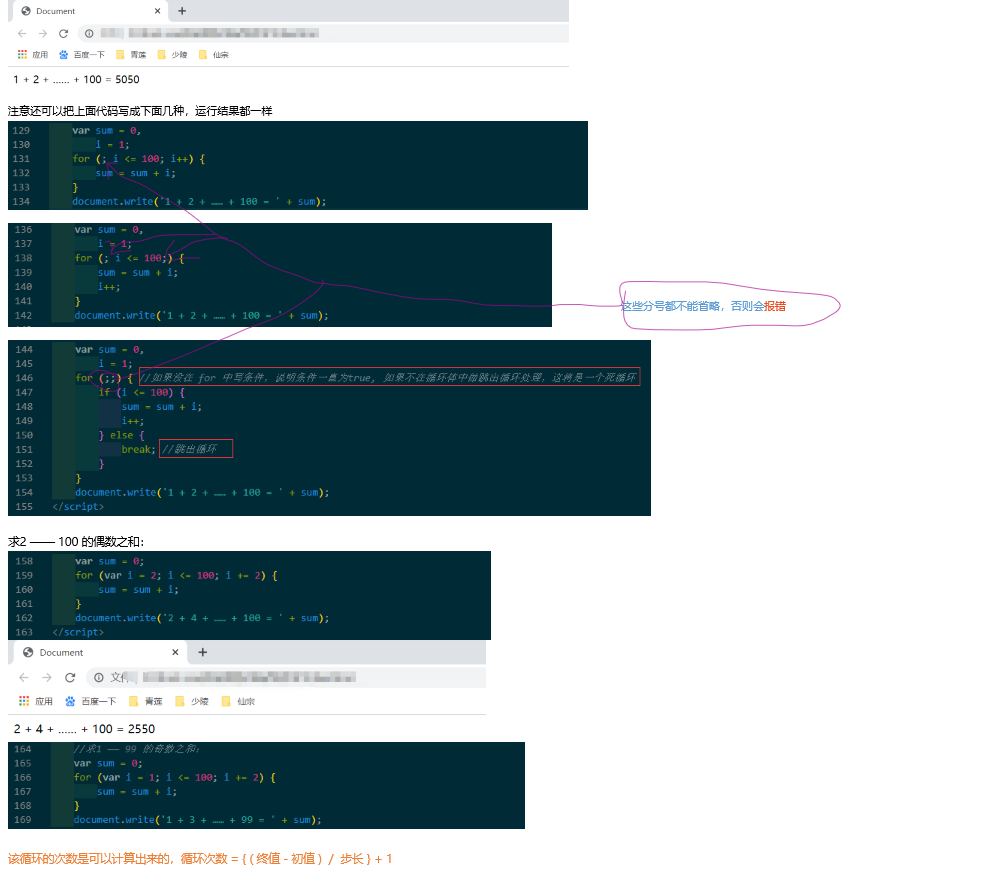 Document
应用 百度一下 青莲 少陵 仙宗
1 + 2 + …… + 100 = 5050
注意还可以把上面代码写成下面几种，运行结果都一样
129 var sum = 0,
130 i = 1;
131 for (; i <= 100; i++) {
132 sum = sum + i;
133 }
134 document.write('1 + 2 + …… + 100 = ' + sum);
136 var sum = 0,
137 i = 1;
138 for (; i <= 100;) {
139 sum = sum + i;
140 i++;
141 }
142 document.write('1 + 2 + …… + 100 = ' + sum);
这些分号都不能省略，否则会报错
144 var sum = 0,
145 i = 1;
146 for (;;) { //如果没在 for 中写条件，说明条件一直为true, 如果不在循环体中做跳出循环处理，这将是一个死循环
147 if (i <= 100) {
148 sum = sum + i;
149 i++;
150 } else {
151 break; //跳出循环
152 }
153 }
154 document.write('1 + 2 + …… + 100 = ' + sum);
155 </script>
求2 —— 100 的偶数之和：
158 var sum = 0;
159 for (var i = 2; i <= 100; i += 2) {
160 sum = sum + i;
161 }
162 document.write('2 + 4 + …… + 100 = ' + sum);
163 </script>
Document
文件
应用 百度一下 青莲 少陵 仙宗
2 + 4 + …… + 100 = 2550
164 //求1 —— 99 的奇数之和：
165 var sum = 0;
166 for (var i = 1; i <= 100; i += 2) {
167 sum = sum + i;
168 }
169 document.write('1 + 3 + …… + 99 = ' + sum);
该循环的次数是可以计算出来的，循环次数 = { ( 终值 - 初值 ) / 步长 } + 1